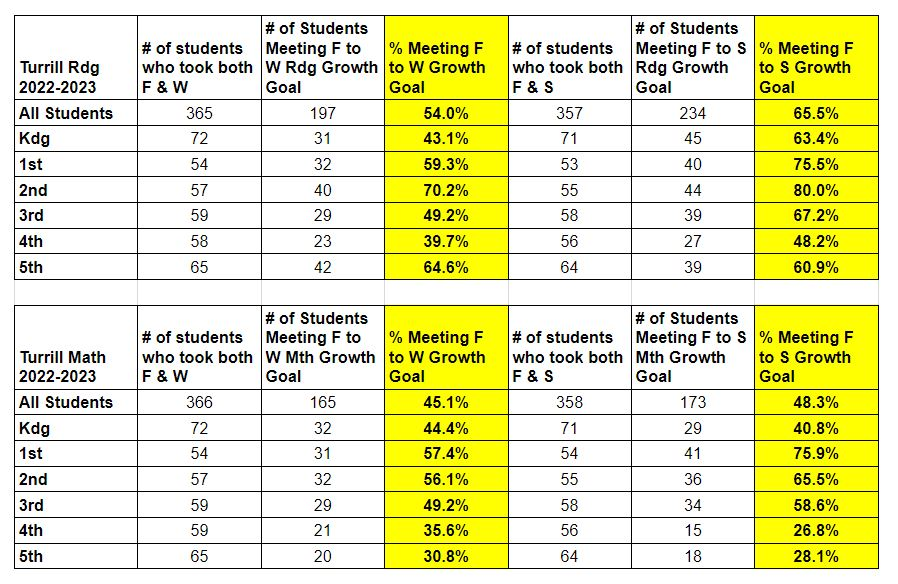 Turrill Rdg 2022-2023 # of students who took both F & W # of Students Meeting F to W Rdg Growth Goal % Meeting F to W Growth Goal # of students who took both F & S # of Students Meeting F to S Rdg Growth Goal % Meeting F to S Growth Goal
All Students 365 197 54.0% 357 234 65.5%
Kdg 72 31 43.1% 71 45 63.4%
1st 54 32 59.3% 53 40 75.5%
2nd 57 40 70.2% 55 44 80.0%
3rd 59 29 49.2% 58 39 67.2%
4th 58 23 39.7% 56 27 48.2%
5th 65 42 64.6% 64 39 60.9%
Turrill Math 2022-2023 # of students who took both F & W # of Students Meeting F to W Mth Growth Goal % Meeting F to W Growth Goal # of students who took both F & S # of Students Meeting F to S Mth Growth Goal % Meeting F to S Growth Goal
All Students 366 165 45.1% 358 173 48.3%
Kdg 72 32 44.4% 71 29 40.8%
1st 54 31 57.4% 54 41 75.9%
2nd 57 32 56.1% 55 36 65.5%
3rd 59 29 49.2% 58 34 58.6%
4th 59 21 35.6% 56 15 26.8%
5th 65 20 30.8% 64 18 28.1%